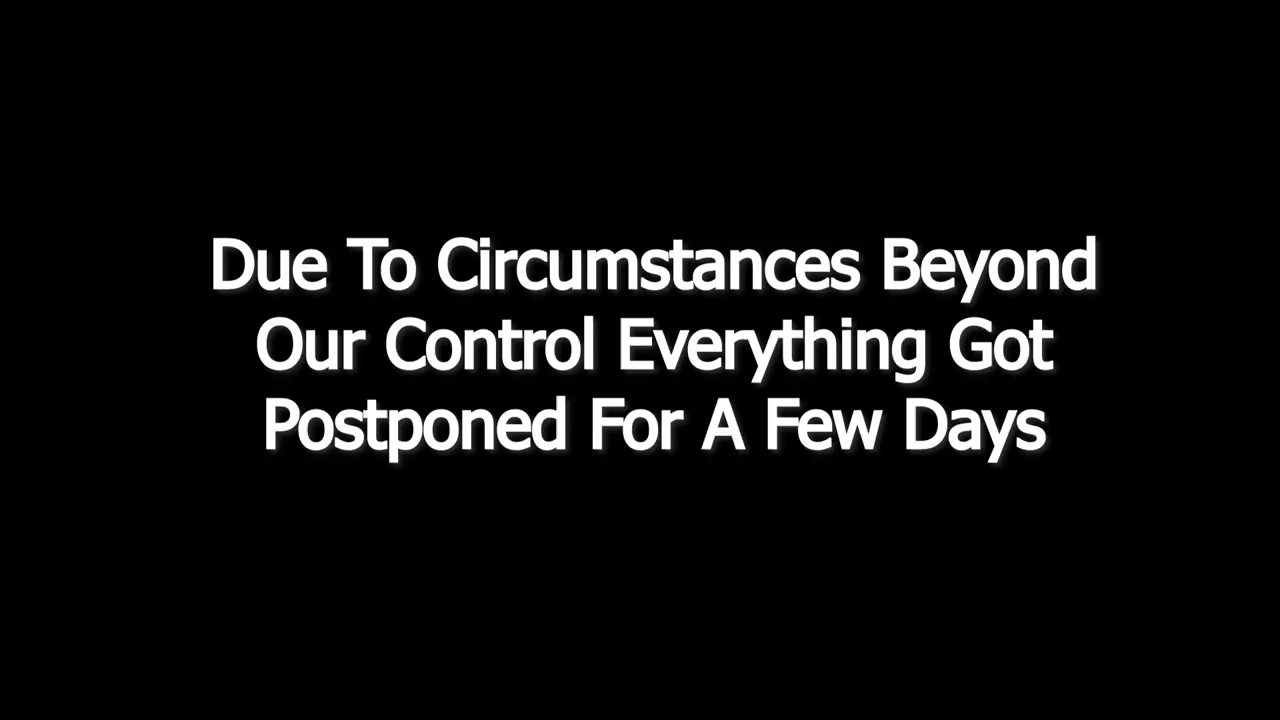 Due To Circumstances Beyond
Our Control Everything Got
Postponed For A Few Days